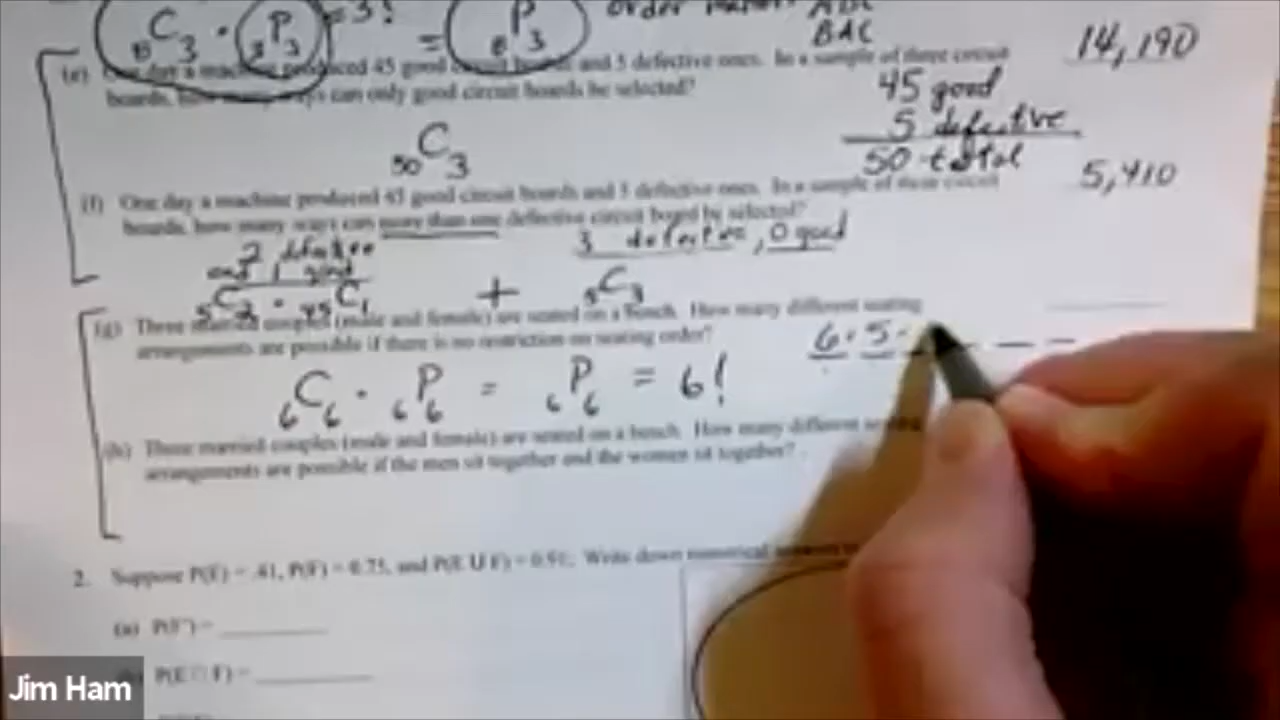 ₈C₃ · ₃P₃ = 3! = ₈P₃ Order matters ABC
BAC
14,190
(e) One day a machine produced 45 good circuit boards and 5 defective ones. In a sample of three circuit
boards, how many ways can only good circuit boards be selected?
45 good
5 defective
50 total
₅₀C₃
5,410
(f) One day a machine produced 45 good circuit boards and 5 defective ones. In a sample of three circuit
boards, how many ways can more than one defective circuit board be selected?
2 defective
and 1 good
3 defective, 0 good
₅C₂ · ₄₅C₁ + ₅C₃
(g) Three married couples (male and female) are seated on a bench. How many different seating
arrangements are possible if there is no restriction on seating order?
6 · 5 ·
₆C₆ · ₆P₆ = ₆P₆ = 6!
(h) Three married couples (male and female) are seated on a bench. How many different seating
arrangements are possible if the men sit together and the women sit together?
2. Suppose P(E) = .41, P(F) = 0.75, and P(E U F) = 0.91. Write down numerical
(a)
(b) P(E ∩ F) =
Jim Ham